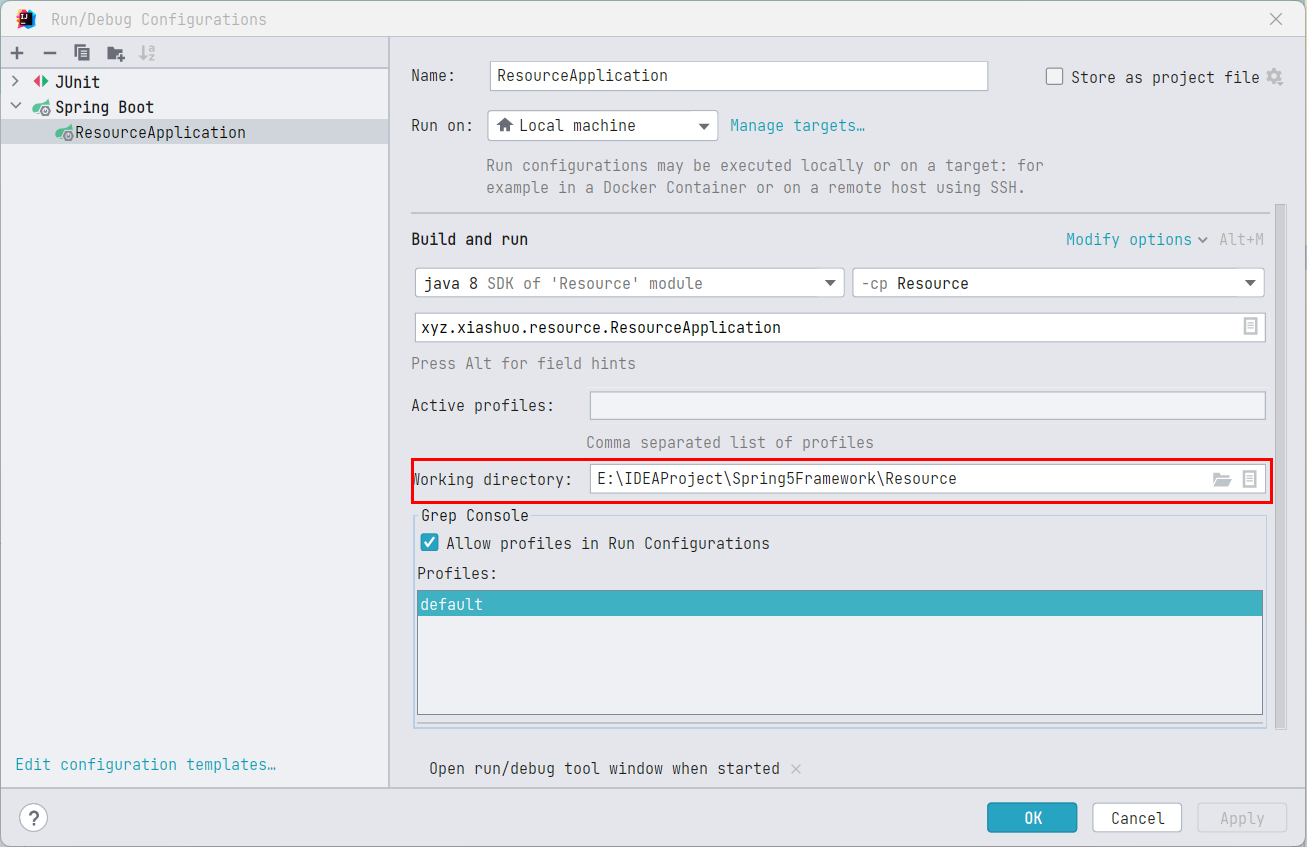 Run/Debug Configurations
JUnit
Spring Boot
ResourceApplication
Edit configuration templates…
Name: ResourceApplication Store as project file
Run on: Local machine Manage targets…
Run configurations may be executed locally or on a target: for
example in a Docker Container or on a remote host using SSH.
Build and run Modify options Alt+M
java 8 SDK of 'Resource' module -cp Resource
xyz.xiashuo.resource.ResourceApplication
Press Alt for field hints
Active profiles:
Comma separated list of profiles
Working directory: E:\IDEAProject\Spring5Framework\Resource
Grep Console
Allow profiles in Run Configurations
Profiles:
default
Open run/debug tool window when started
? OK Cancel Apply